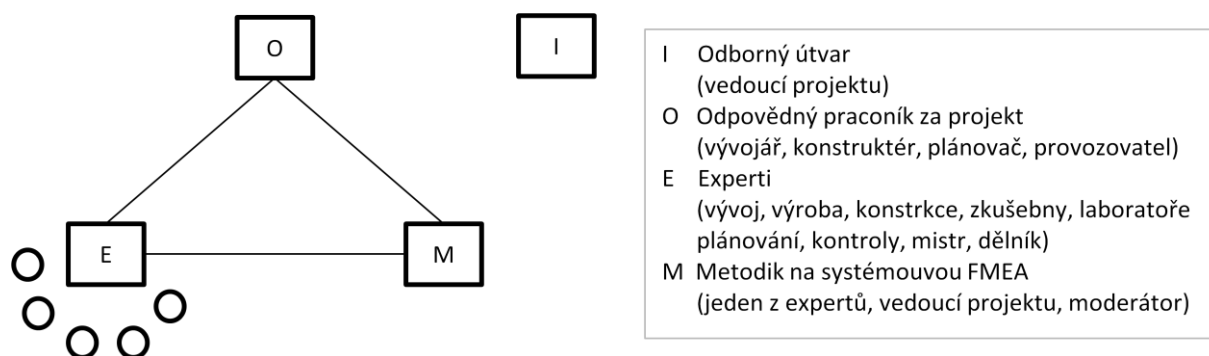 O
I
E
M
I Odborný útvar
(vedoucí projektu)
O Odpovědný praconík za projekt
(vývojář, konstruktér, plánovač, provozovatel)
E Experti
(vývoj, výroba, konstrkce, zkušebny, laboratoře
plánování, kontroly, mistr, dělník)
M Metodik na systémouvou FMEA
(jeden z expertů, vedoucí projektu, moderátor)